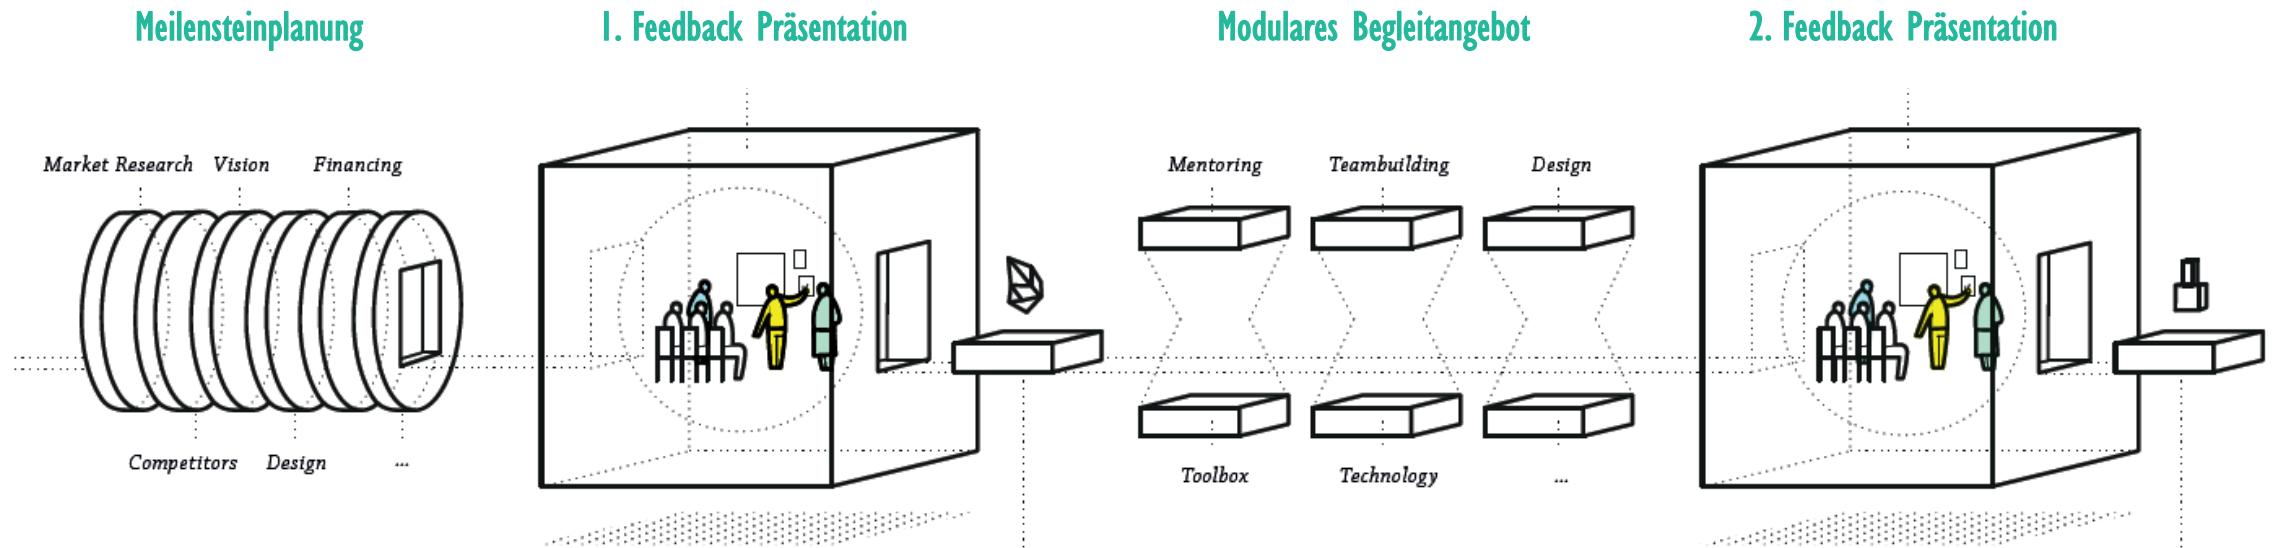 Meilensteinplanung
1. Feedback Präsentation
Modulares Begleitangebot
2. Feedback Präsentation
Market Research
Vision
Financing
Competitors
Design
...
Mentoring
Teambuilding
Design
Toolbox
Technology
...